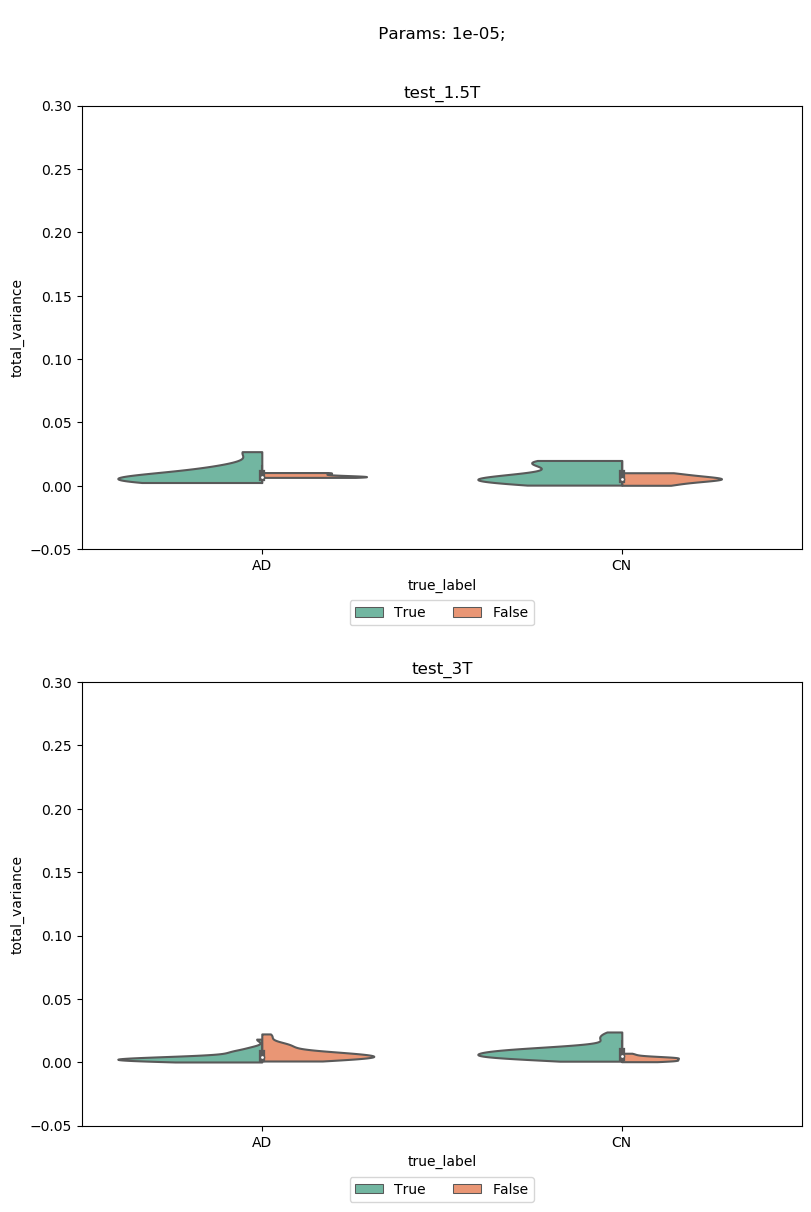 Params: 1e-05;
test_1.5T
0.30
0.25
0.20
0.15
0.10
0.05
0.00
−0.05
total_variance
AD CN
true_label
True False
test_3T
0.30
0.25
0.20
0.15
0.10
0.05
0.00
−0.05
total_variance
AD CN
true_label
True False